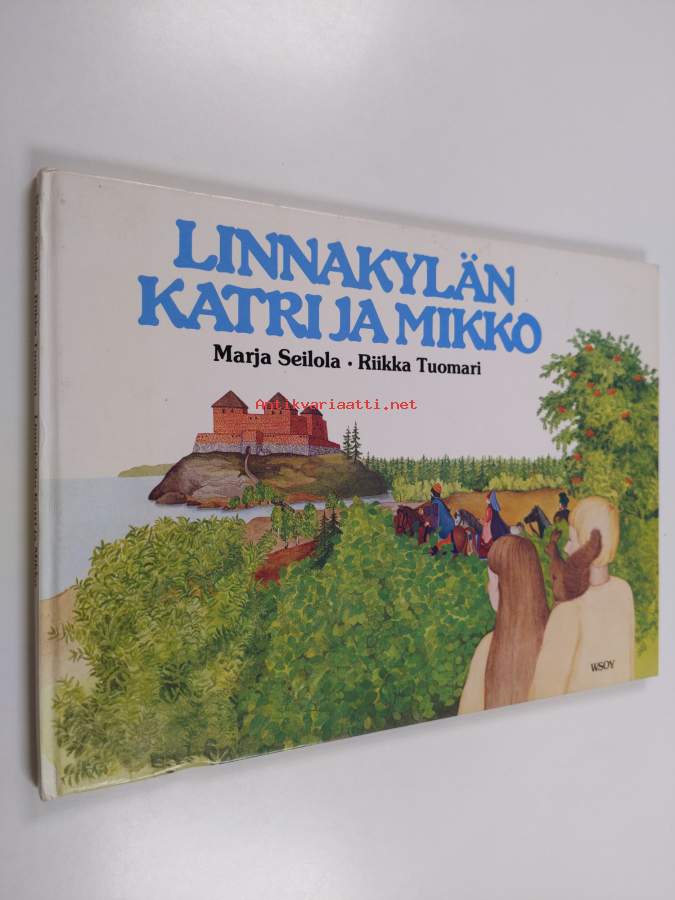 LINNAKYLÄN
KATRI JA MIKKO
Marja Seilola • Riikka Tuomari
Antikvariaatti.net
WSOY